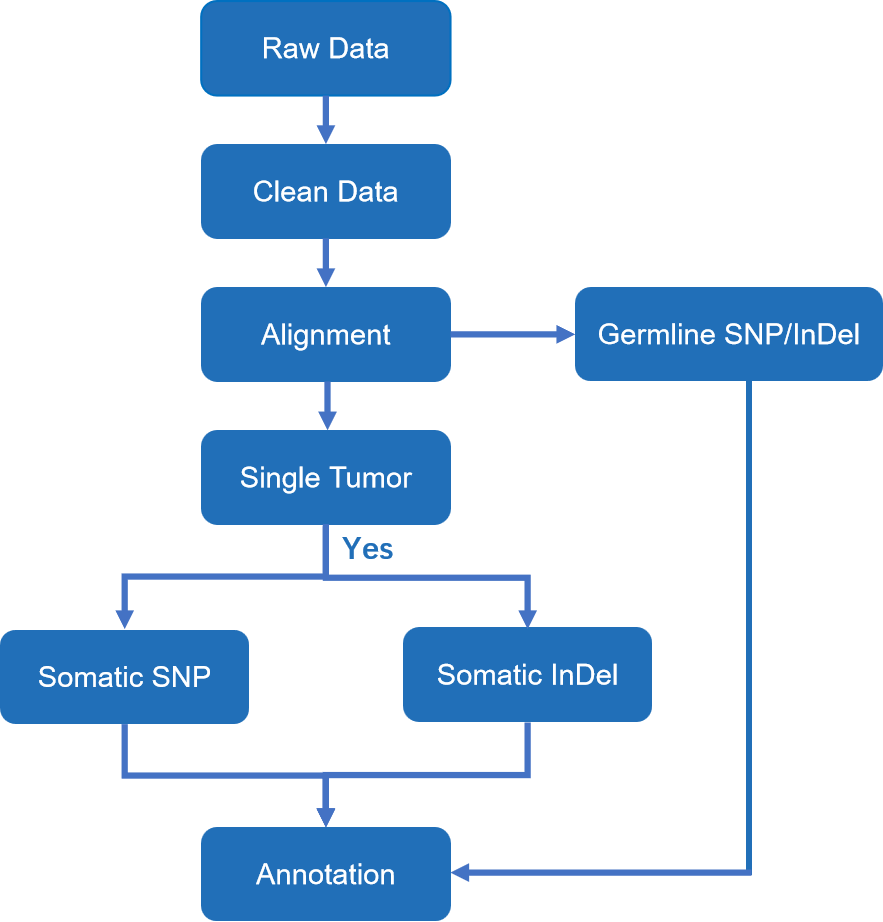 Raw Data
Clean Data
Alignment
Germline SNP/InDel
Single Tumor
Yes
Somatic SNP
Somatic InDel
Annotation